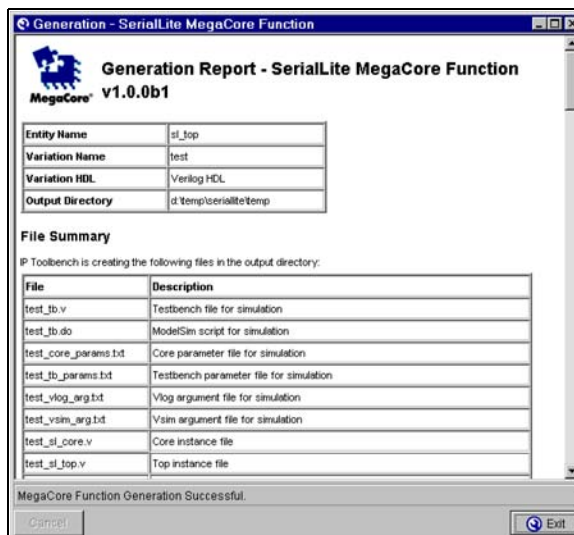 Generation - SerialLite MegaCore Function
MegaCore®
Generation Report - SerialLite MegaCore Function
v1.0.0b1
Entity Name sl_top
Variation Name test
Variation HDL Verilog HDL
Output Directory d:\temp\seriallite\temp
File Summary
IP Toolbench is creating the following files in the output directory:
File Description
test_tb.v Testbench file for simulation
test_tb.do ModelSim script for simulation
test_core_params.txt Core parameter file for simulation
test_tb_params.txt Testbench parameter file for simulation
test_vlog_arg.txt Vlog argument file for simulation
test_vsim_arg.txt Vsim argument file for simulation
test_sl_core.v Core instance file
test_sl_top.v Top instance file
MegaCore Function Generation Successful.
Cancel Exit